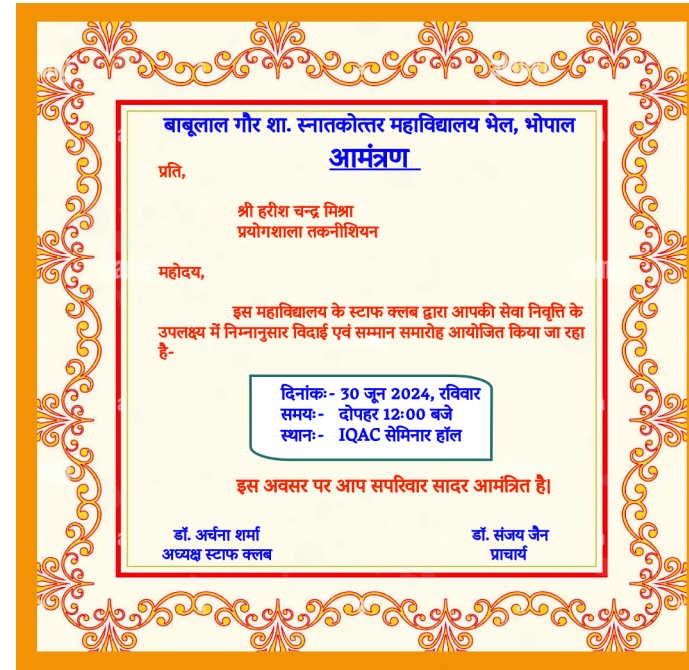 बाबूलाल गौर शा. स्नातकोत्तर महाविद्यालय भेल, भोपाल
आमंत्रण
प्रति,
श्री हरीश चन्द्र मिश्रा
प्रयोगशाला तकनीशियन
महोदय,
इस महाविद्यालय के स्टाफ क्लब द्वारा आपकी सेवा निवृत्ति के
उपलक्ष्य में निम्नानुसार विदाई एवं सम्मान समारोह आयोजित किया जा रहा
है-
दिनांकः- 30 जून 2024, रविवार
समयः- दोपहर 12:00 बजे
स्थानः- IQAC सेमिनार हॉल
इस अवसर पर आप सपरिवार सादर आमंत्रित है।
डॉ. अर्चना शर्मा
अध्यक्ष स्टाफ क्लब
डॉ. संजय जैन
प्राचार्य